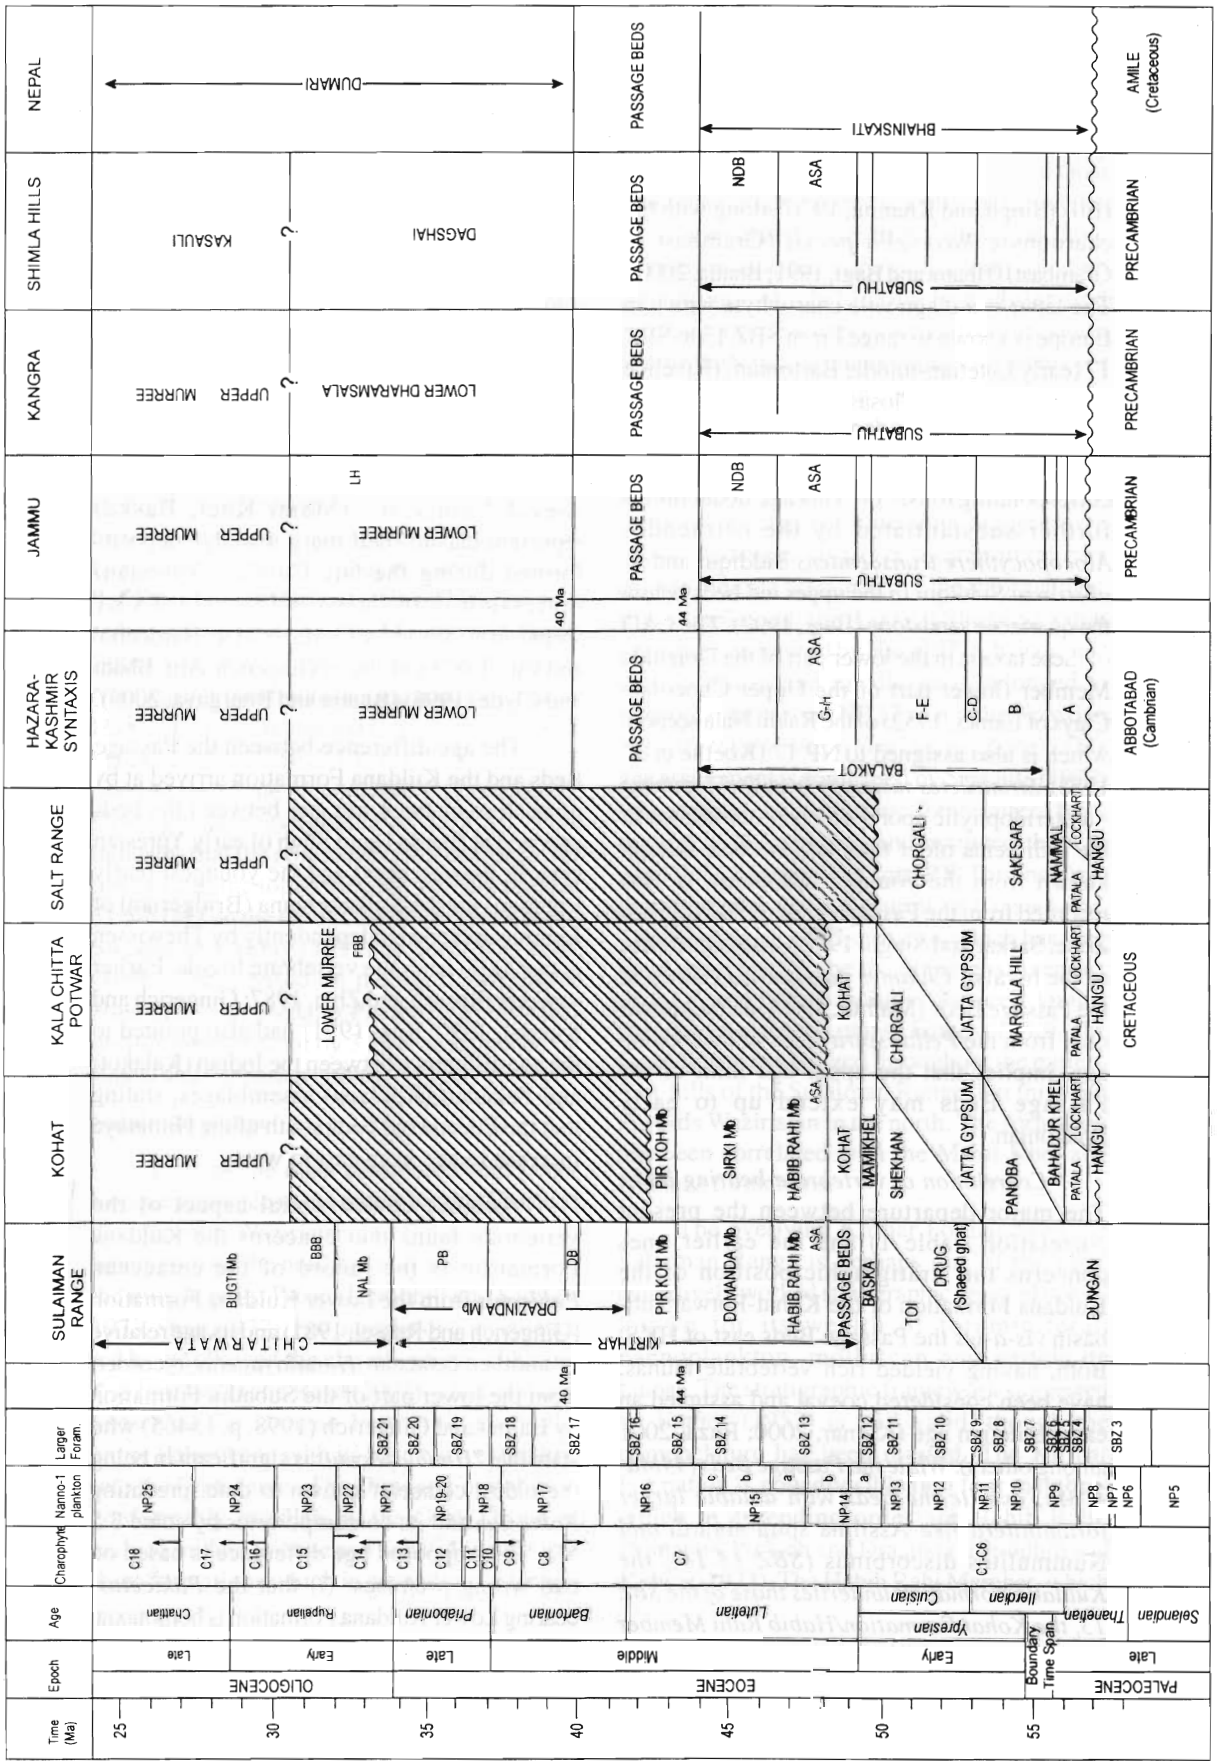 Time
(Ma)
Epoch
Age
Charophyte
Nanno-1
plankton
Larger
Foram.
SULAIMAN
RANGE
KOHAT
KALA CHITTA
POTWAR
SALT RANGE
HAZARA-
KASHMIR
SYNTAXIS
JAMMU
KANGRA
SHIMLA HILLS
NEPAL
25
30
35
40
45
50
55
OLIGOCENE
EOCENE
PALEOCENE
Late
Early
Late
Middle
Early
Boundary
Time Span
Late
Chattian
Rupelian
Priabonian
Bartonian
Lutetian
Ypresian
Cuisian
Ilerdian
Thanetian
Selandian
C18
C17
C16
C15
C14
C13
C12
C11
C10
C9
C8
C7
C1-C6
NP25
NP24
NP23
NP22
NP21
NP19-20
NP18
NP17
NP16
NP15
c
b
a
NP14
b
a
NP13
NP12
NP11
NP10
NP9
NP8
NP7
NP6
NP5
SBZ 21
SBZ 20
SBZ 19
SBZ 18
SBZ 17
SBZ 16
SBZ 15
SBZ 14
SBZ 13
SBZ 12
SBZ 11
SBZ 10
SBZ 9
SBZ 8
SBZ 7
SBZ 4
SBZ 3
40 Ma
44 Ma
CHITARWATA
BUGTI Mb
BBB
NAL Mb
KIRTHAR
DRAZINDA Mb
PB
DB
PIR KOH Mb
DOMANDA Mb
HABIB RAHI Mb
ASA
PASSAGE BEDS
BASKA
TOI
DRUG
(Shaeed ghat)
DINGAN
UPPER MURREE
?
PIR KOH Mb
SIRKI Mb
HABIB RAHI Mb
ASA
KOHAT
MAMIKHEL
SHEKHAN
JATTA GYPSUM
PANOBA
BAHADUR KHEL
PATALA
LOCKHART
HANGU
UPPER MURREE
?
LOWER MURREE
FBB
KOHAT
CHORGALI
JATTA GYPSUM
MARGALA HILL
PATALA
LOCKHART
HANGU
CRETACEOUS
UPPER MURREE
?
CHORGALI
SAKESAR
NAMMAL
PATALA
LOCKHART
HANGU
UPPER MURREE
?
LOWER MURREE
PASSAGE BEDS
BALAKOT
ASA
G-H
F-E
C-D
B
A
ABBOTABAD
(Cambrian)
40 Ma
44 Ma
UPPER MURREE
?
LOWER MURREE
LH
PASSAGE BEDS
SUBATHU
NDB
ASA
PRECAMBRIAN
UPPER MURREE
?
LOWER DHARAMSALA
PASSAGE BEDS
SUBATHU
PRECAMBRIAN
KASAULI
?
DAGSHAI
PASSAGE BEDS
SUBATHU
NDB
ASA
PRECAMBRIAN
DUMARI
PASSAGE BEDS
BHAINSKATI
AMILE
(Cretaceous)